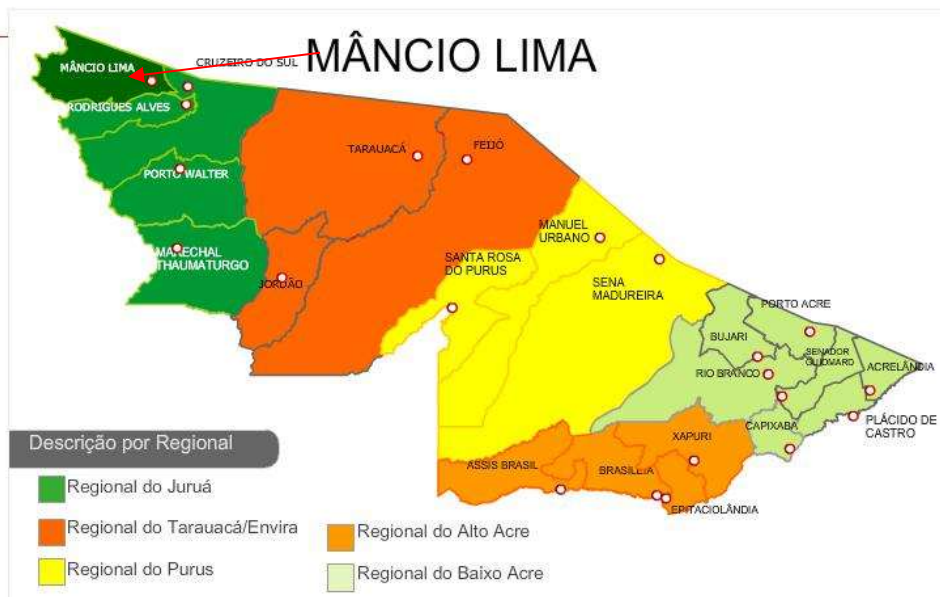 MÂNCIO LIMA
CRUZEIRO DO SUL
MÂNCIO LIMA
RODRIGUES ALVES
TARAUACÁ
FEIJÓ
PORTO WALTER
MANUEL
URBANO
MARECHAL
THAUMATURGO
SANTA ROSA
DO PURUS
JORDÃO
SENA
MADUREIRA
PORTO ACRE
BUJARI
SENADOR
GUIOMARD
ACRELÂNDIA
RIO BRANCO
PLÁCIDO DE
CASTRO
CAPIXABA
XAPURI
ASSIS BRASIL
BRASILEIA
EPITACIOLÂNDIA
Descrição por Regional
Regional do Juruá
Regional do Tarauacá/Envira
Regional do Purus
Regional do Alto Acre
Regional do Baixo Acre